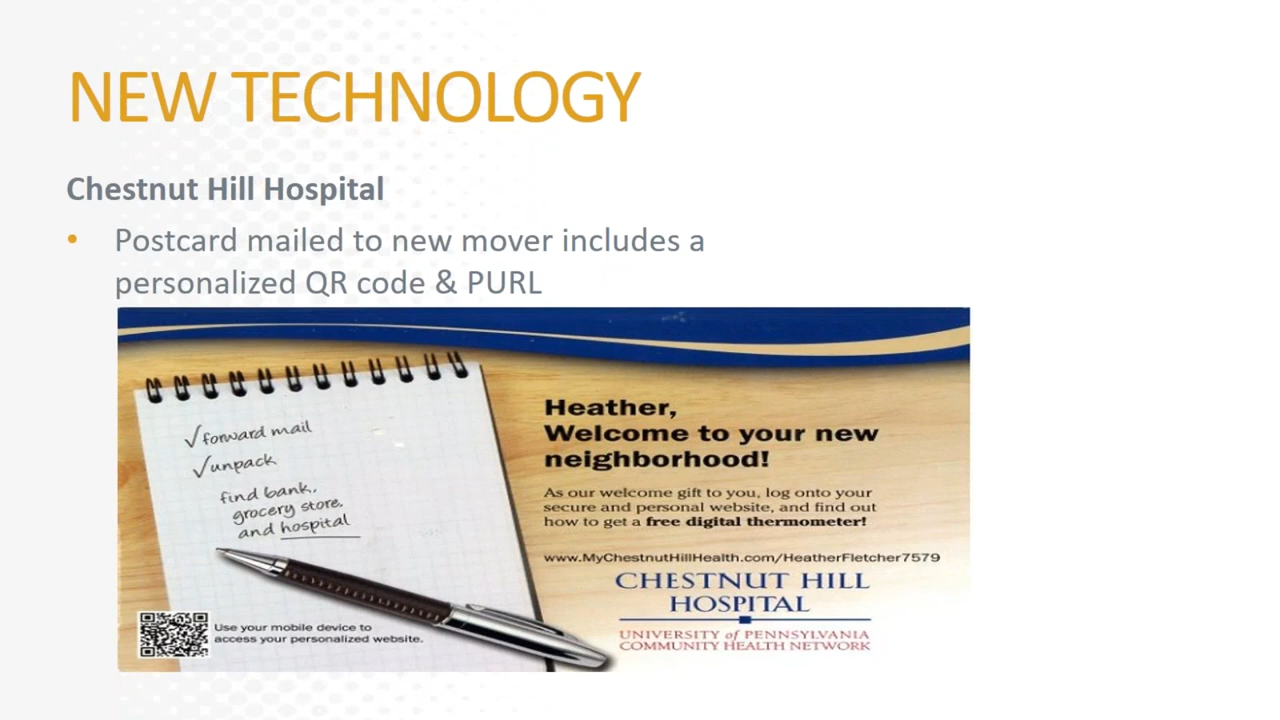 NEW TECHNOLOGY
Chestnut Hill Hospital
• Postcard mailed to new mover includes a
personalized QR code & PURL
✓forward mail
✓unpack
find bank,
grocery store,
and hospital
Use your mobile device to
access your personalized website.
Heather,
Welcome to your new
neighborhood!
As our welcome gift to you, log onto your
secure and personal website, and find out
how to get a free digital thermometer!
www.MyChestnutHillHealth.com/HeatherFletcher7579
CHESTNUT HILL
HOSPITAL
UNIVERSITY of PENNSYLVANIA
COMMUNITY HEALTH NETWORK